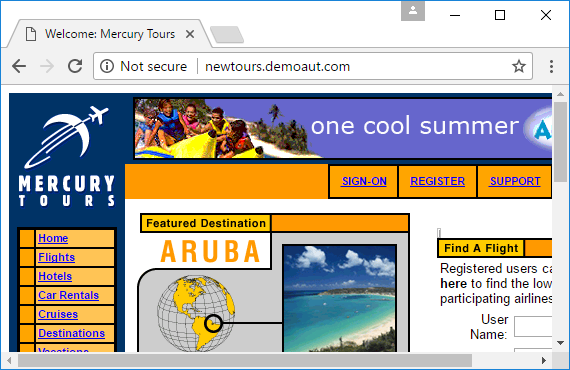 Welcome: Mercury Tours
Not secure
newtours.demoaut.com
one cool summer
MERCURY
TOURS
SIGN-ON
REGISTER
SUPPORT
Home
Flights
Hotels
Car Rentals
Cruises
Destinations
Vacations
Featured Destination
ARUBA
Find A Flight
Registered users ca
here to find the low
participating airlines
User
Name: